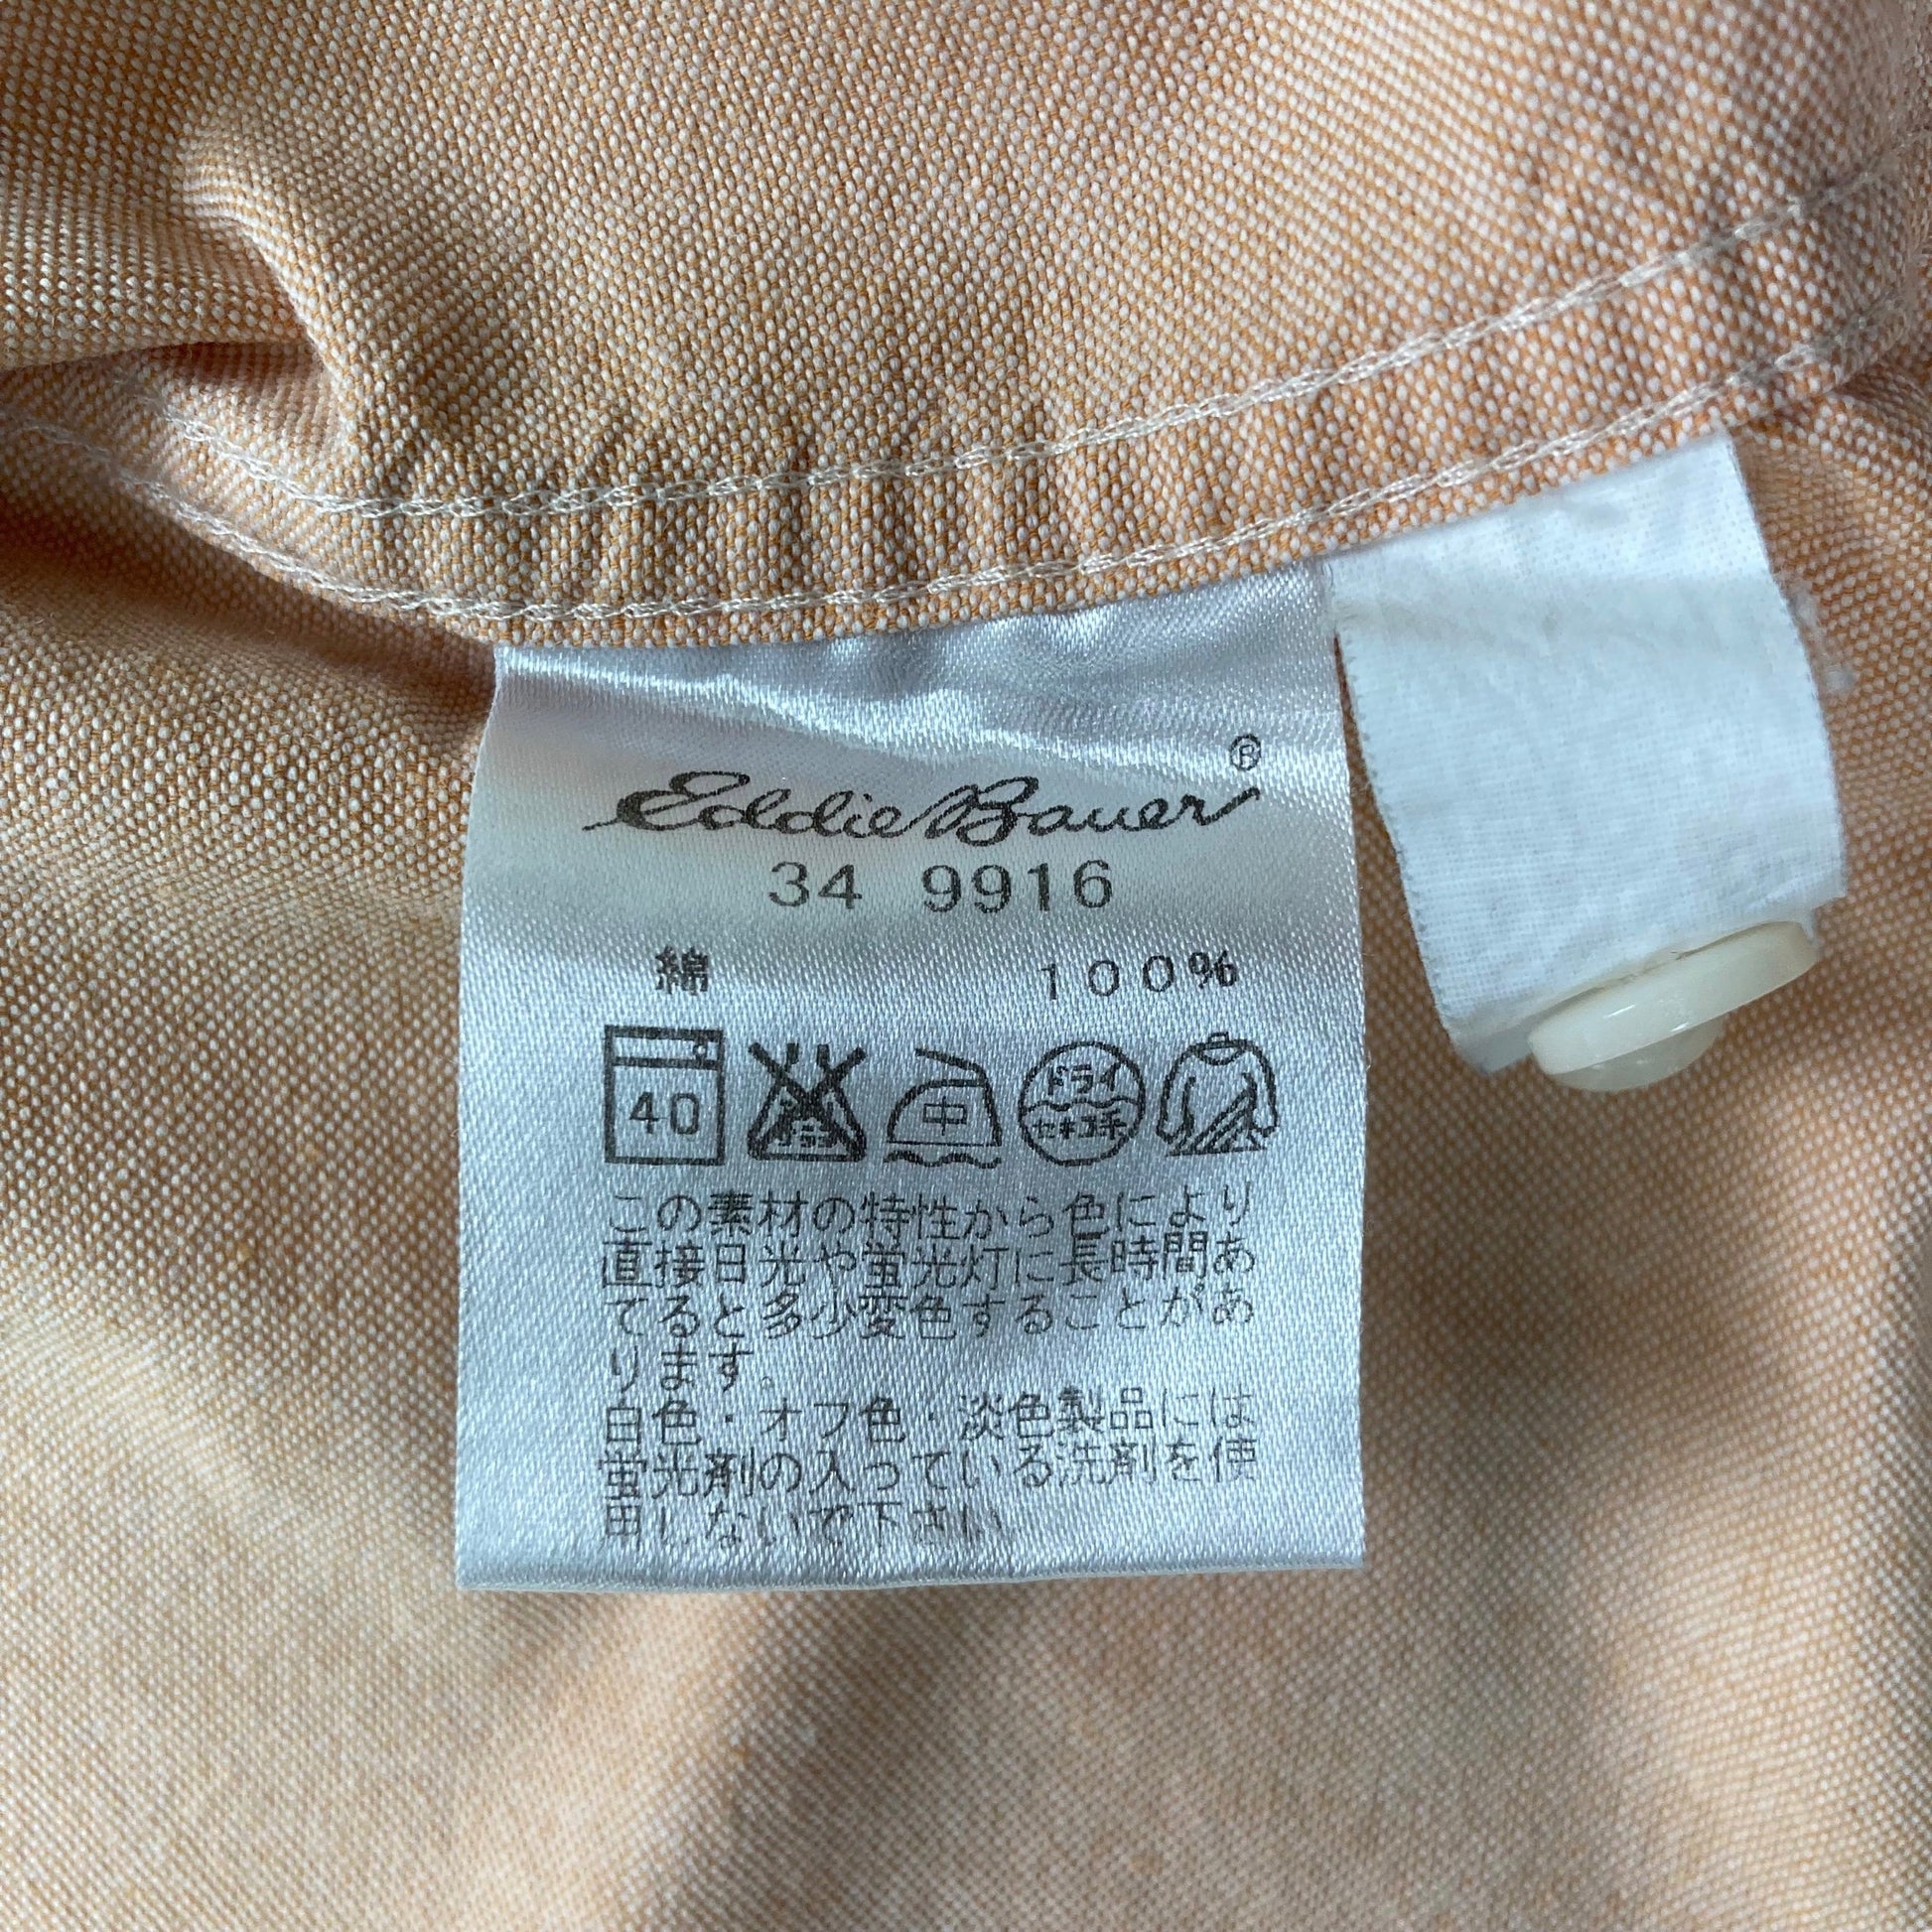 Eddie Bauer®
34 9916
綿 100%
40 中 ドライ セキユ系
この素材の特性から色により
直接日光や蛍光灯に長時間あ
てると多少変色することがあ
ります。
白色・オフ色・淡色製品には
蛍光剤の入っている洗剤を使
用しないで下さい